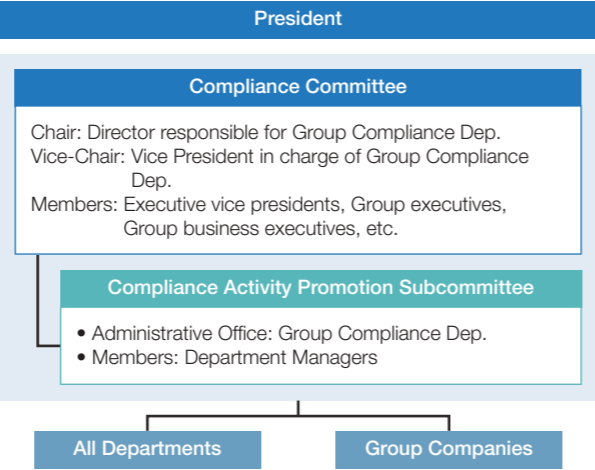 President
Compliance Committee
Chair: Director responsible for Group Compliance Dep.
Vice-Chair: Vice President in charge of Group Compliance
Dep.
Members: Executive vice presidents, Group executives,
Group business executives, etc.
Compliance Activity Promotion Subcommittee
• Administrative Office: Group Compliance Dep.
• Members: Department Managers
All Departments
Group Companies